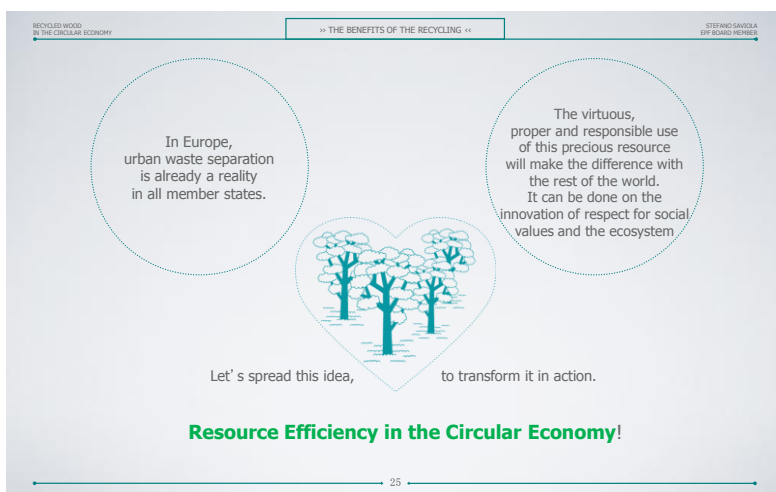 RECYCLED WOOD
IN THE CIRCULAR ECONOMY
›› THE BENEFITS OF THE RECYCLING ‹‹
STEFANO SAVIOLA
EPF BOARD MEMBER
In Europe,
urban waste separation
is already a reality
in all member states.
The virtuous,
proper and responsible use
of this precious resource
will make the difference with
the rest of the world.
It can be done on the
innovation of respect for social
values and the ecosystem
Let's spread this idea,
to transform it in action.
Resource Efficiency in the Circular Economy!
25